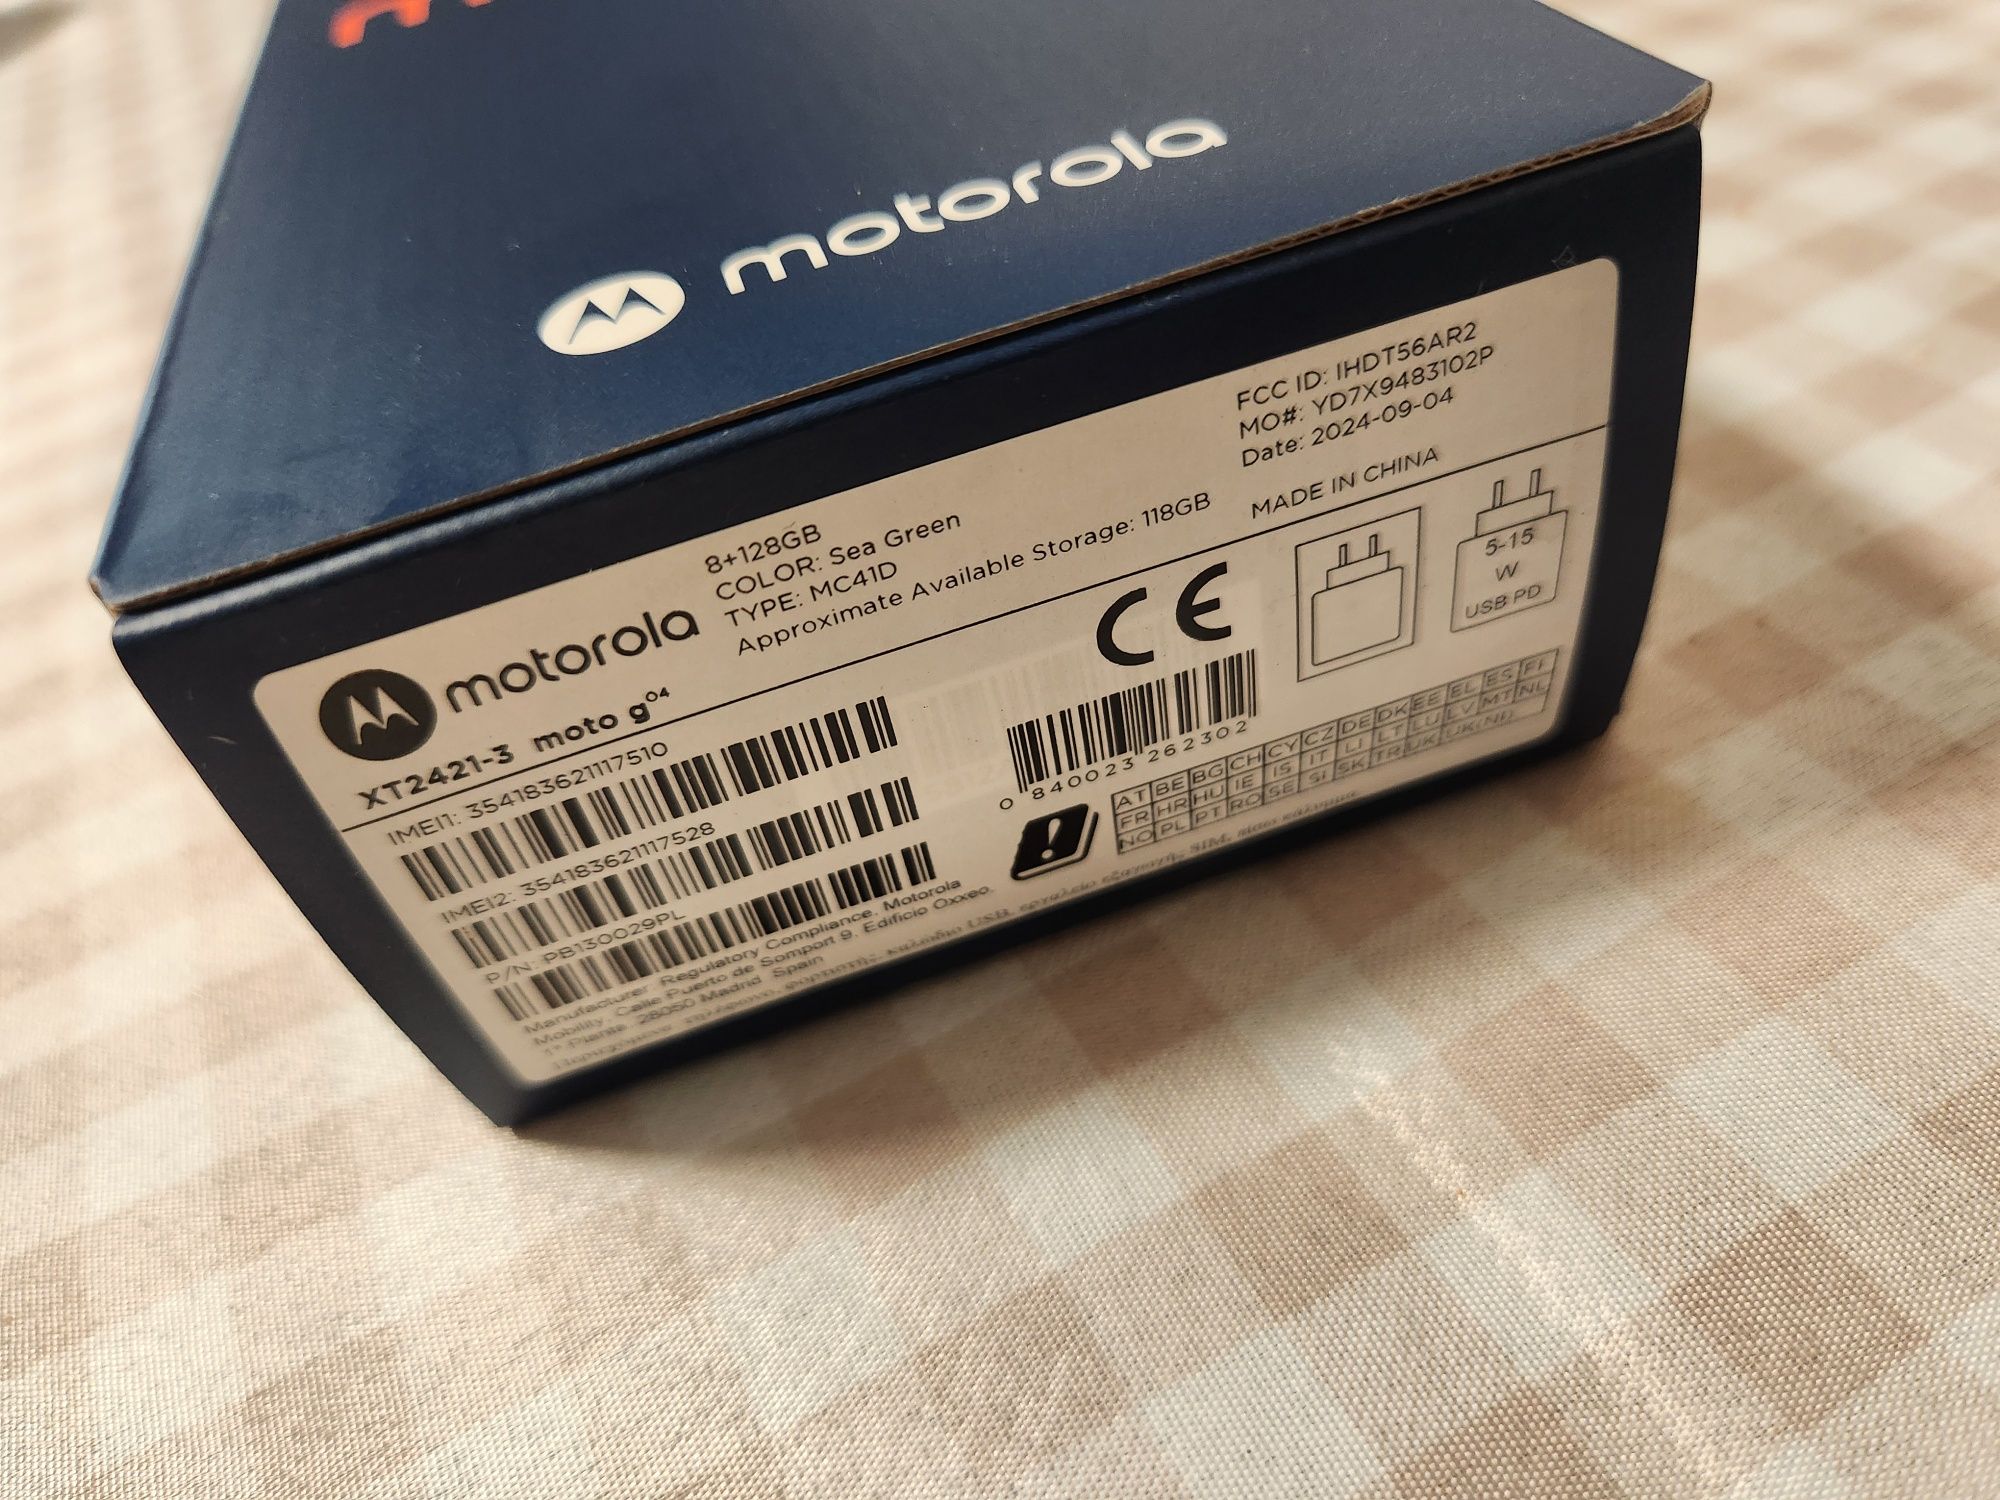 motorola
motorola
XT2421-3 moto g04
8+128GB
COLOR: Sea Green
TYPE: MC41D
Approximate Available Storage: 118GB
FCC ID: IHDT56AR2
MO#: YD7X9483102P
Date: 2024-09-04
MADE IN CHINA
IMEI1: 354183621117510
IMEI2: 354183621117528
P/N: PB130029PL
Manufacturer Regulatory Compliance, Motorola
Mobility, Calle Puerto de Somport 9, Edificio Oxxeo,
28050 Madrid Spain
CE
0 840023 262302
5-15
W
USB PD
AT BE BG CH CY CZ DE DK EE EL ES FI
FR HR HU IE IS IT LI LT LU LV MT NL
NO PL PT RO SE SI SK TR UK UK(NI)